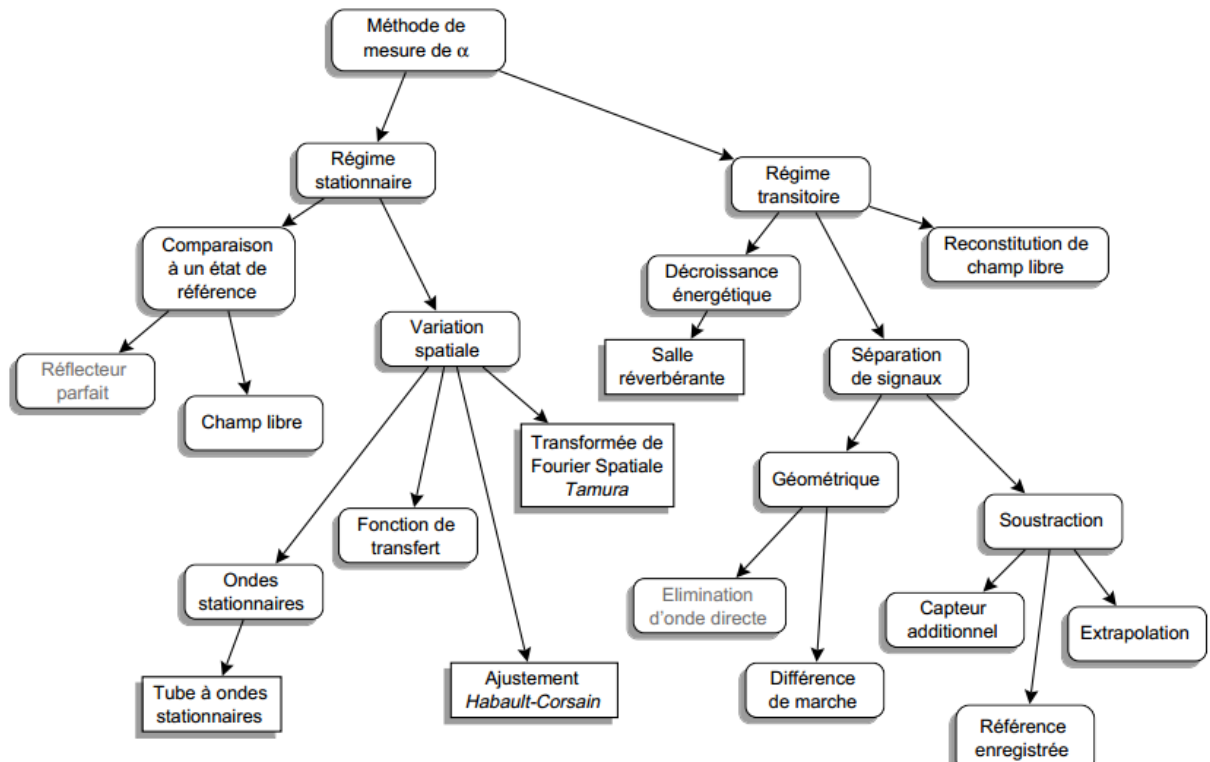 Méthode de
mesure de α
Régime
stationnaire
Régime
transitoire
Comparaison
à un état de
référence
Reconstitution de
champ libre
Décroissance
énergétique
Variation
spatiale
Réflecteur
parfait
Salle
réverbérante
Séparation
de signaux
Champ libre
Transformée de
Fourier Spatiale
Tamura
Géométrique
Fonction de
transfert
Soustraction
Ondes
stationnaires
Elimination
d'onde directe
Capteur
additionnel
Extrapolation
Tube à ondes
stationnaires
Ajustement
Habault-Corsain
Différence
de marche
Référence
enregistrée